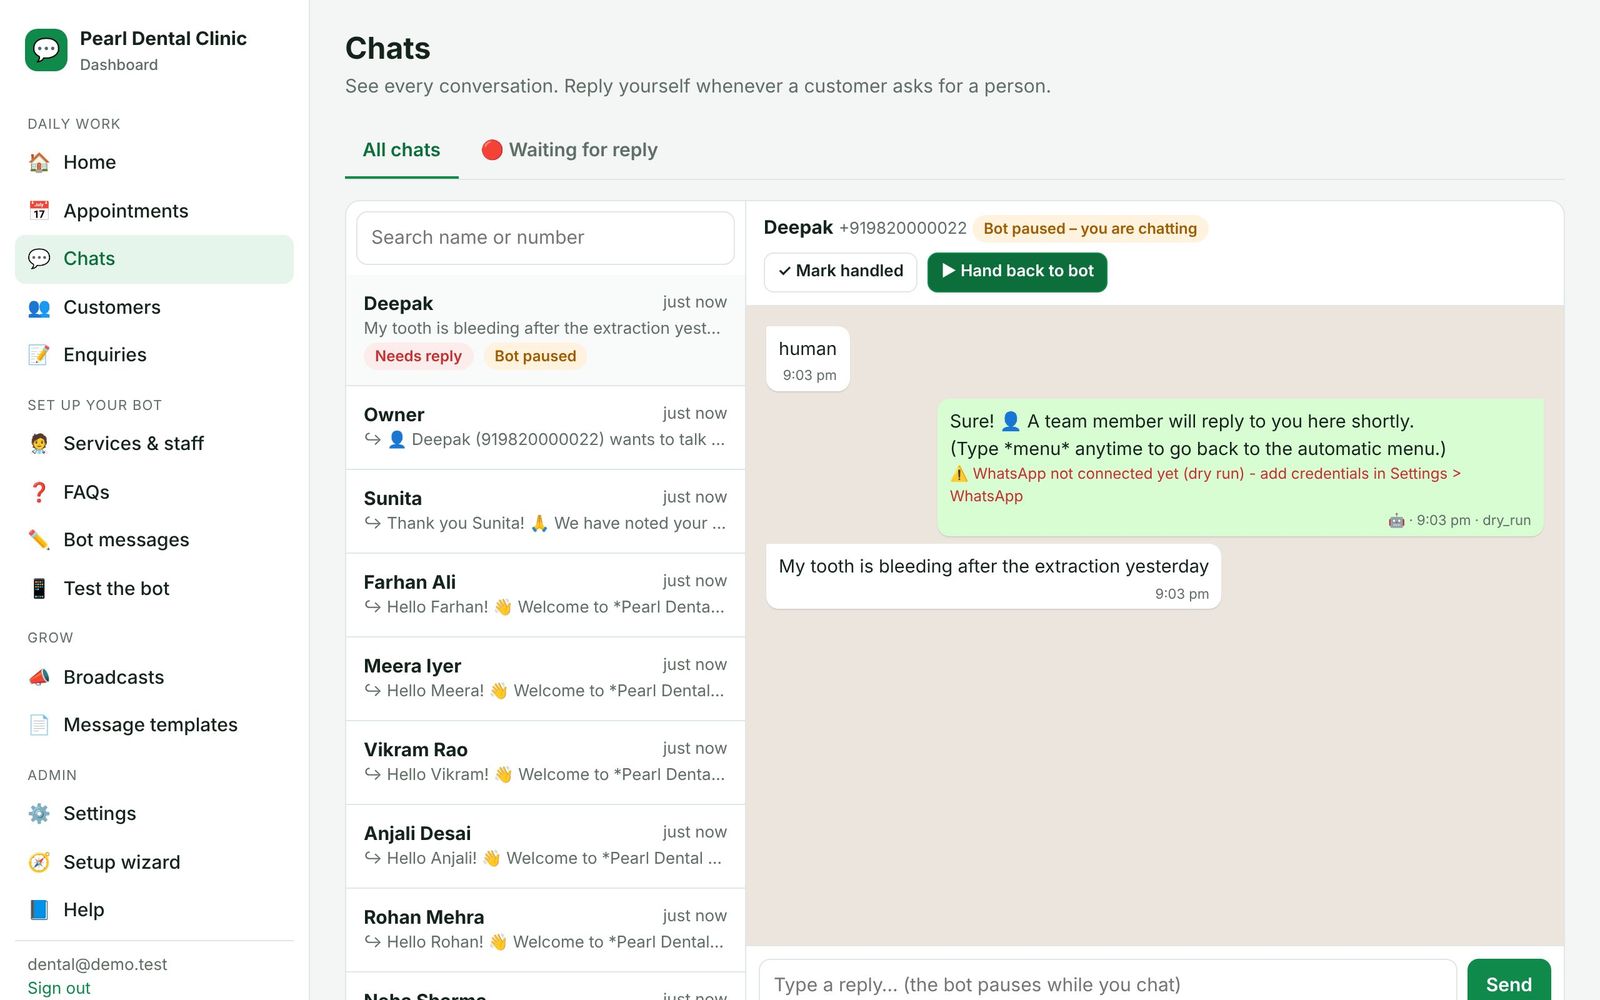 Pearl Dental Clinic
Dashboard
DAILY WORK
Home
Appointments
Chats
Customers
Enquiries
SET UP YOUR BOT
Services & staff
FAQs
Bot messages
Test the bot
GROW
Broadcasts
Message templates
ADMIN
Settings
Setup wizard
Help
dental@demo.test
Sign out
Chats
See every conversation. Reply yourself whenever a customer asks for a person.
All chats
Waiting for reply
Search name or number
Deepak just now
My tooth is bleeding after the extraction yest...
Needs reply Bot paused
Owner just now
↪ 👤 Deepak (919820000022) wants to talk ...
Sunita just now
↪ Thank you Sunita! 🙏 We have noted your ...
Farhan Ali just now
↪ Hello Farhan! 👋 Welcome to *Pearl Denta...
Meera Iyer just now
↪ Hello Meera! 👋 Welcome to *Pearl Dental...
Vikram Rao just now
↪ Hello Vikram! 👋 Welcome to *Pearl Denta...
Anjali Desai just now
↪ Hello Anjali! 👋 Welcome to *Pearl Dental ...
Rohan Mehra just now
↪ Hello Rohan! 👋 Welcome to *Pearl Dental...
Neha Sharma just now
Deepak +919820000022 Bot paused – you are chatting
✓ Mark handled ▶ Hand back to bot
human
9:03 pm
Sure! 👤 A team member will reply to you here shortly.
(Type *menu* anytime to go back to the automatic menu.)
⚠️ WhatsApp not connected yet (dry run) - add credentials in Settings >
WhatsApp
🤖 · 9:03 pm · dry_run
My tooth is bleeding after the extraction yesterday
9:03 pm
Type a reply... (the bot pauses while you chat)
Send